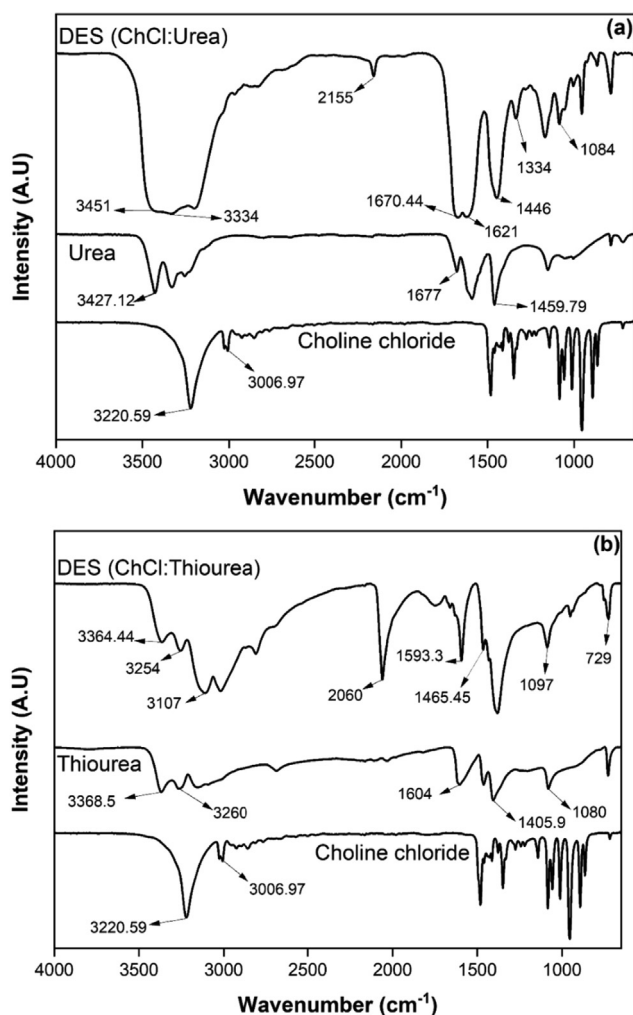 (a)
DES (ChCl:Urea)
2155
3451
3334
1670.44
1621
1446
1334
1084
Urea
3427.12
1677
1459.79
Choline chloride
3006.97
3220.59
Intensity (A.U)
4000 3500 3000 2500 2000 1500 1000
Wavenumber (cm⁻¹)
(b)
DES (ChCl:Thiourea)
3364.44
3254
3107
2060
1593.3
1465.45
1097
729
Thiourea
3368.5
3260
1604
1405.9
1080
Choline chloride
3006.97
3220.59
Intensity (A.U)
4000 3500 3000 2500 2000 1500 1000
Wavenumber (cm⁻¹)